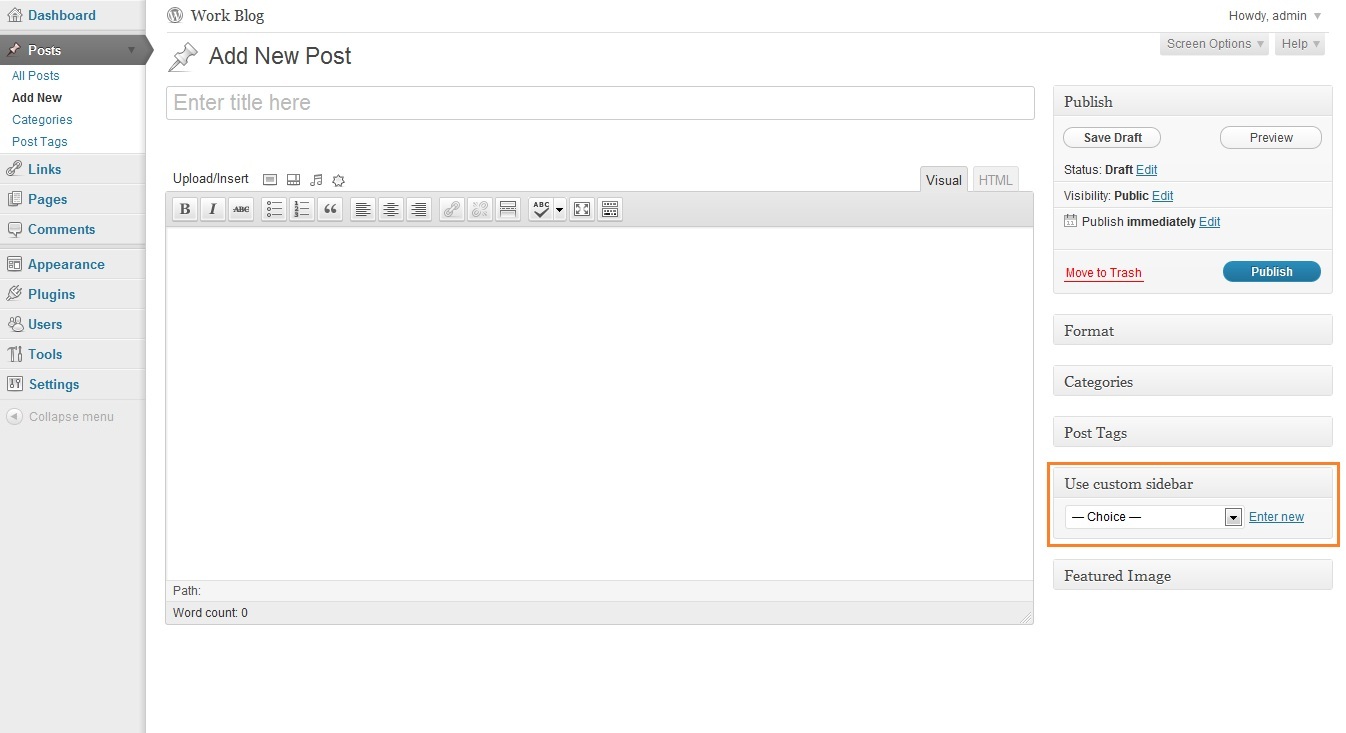 Dashboard
Posts
All Posts
Add New
Categories
Post Tags
Links
Pages
Comments
Appearance
Plugins
Users
Tools
Settings
Collapse menu
Work Blog
Howdy, admin
Add New Post
Screen Options
Help
Enter title here
Upload/Insert
Visual
HTML
B I ABC ABC
Path:
Word count: 0
Publish
Save Draft
Preview
Status: Draft Edit
Visibility: Public Edit
Publish immediately Edit
Move to Trash
Publish
Format
Categories
Post Tags
Use custom sidebar
— Choice —
Enter new
Featured Image